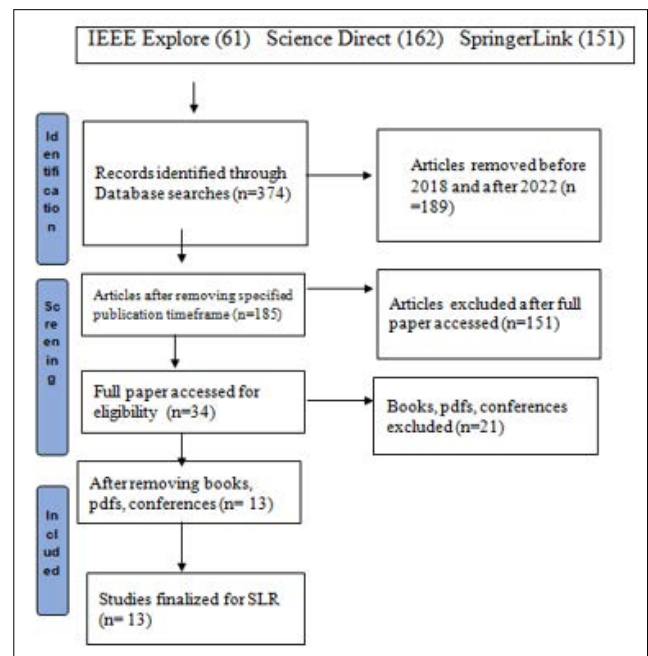 IEEE Explore (61) Science Direct (162) SpringerLink (151)
Id
en
tifi
ca
tio
n
Records identified through
Database searches (n=374)
Articles removed before
2018 and after 2022 (n
=189)
Sc
re
en
in
g
Articles after removing specified
publication timeframe (n=185)
Articles excluded after full
paper accessed (n=151)
Full paper accessed for
eligibility (n=34)
Books, pdfs, conferences
excluded (n=21)
After removing books,
pdfs, conferences (n= 13)
In
cl
ud
ed
Studies finalized for SLR
(n= 13)